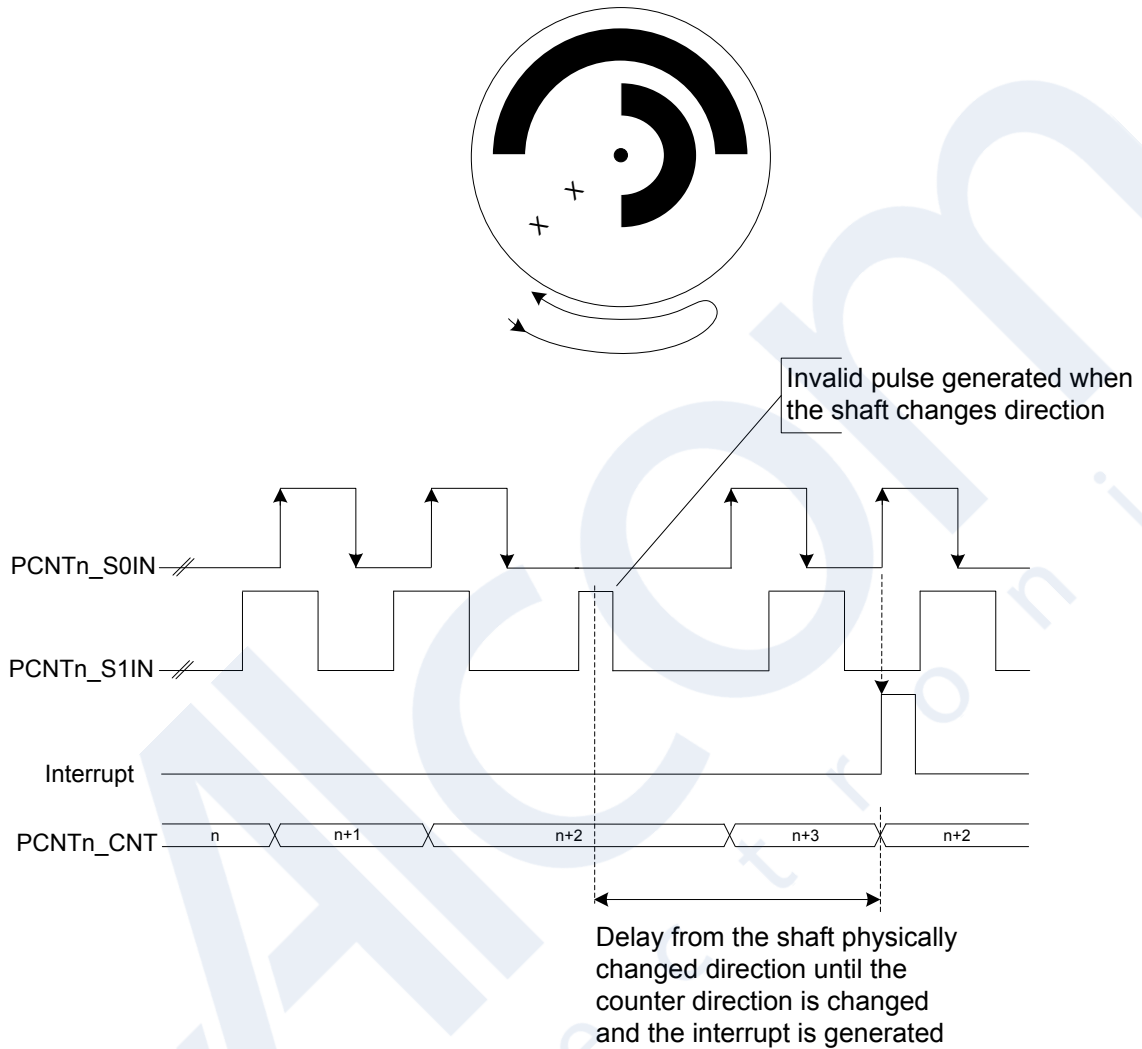 X
X
Invalid pulse generated when
the shaft changes direction
PCNTn_S0IN
PCNTn_S1IN
Interrupt
PCNTn_CNT
n
n+1
n+2
n+3
n+2
Delay from the shaft physically
changed direction until the
counter direction is changed
and the interrupt is generated